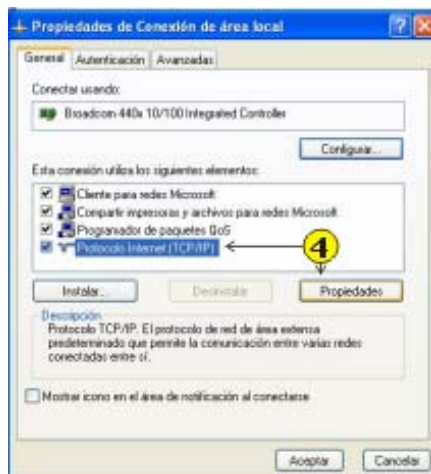 Propiedades de Conexión de área local
General Autenticación Avanzadas
Conectar usando:
Broadcom 440x 10/100 Integrated Controller
Configurar...
Esta conexión utiliza los siguientes elementos:
Cliente para redes Microsoft
Compartir impresoras y archivos para redes Microsoft
Programador de paquetes QoS
Protocolo Internet (TCP/IP)
4
Instalar... Desinstalar Propiedades
Descripción
Protocolo TCP/IP. El protocolo de red de área extensa
predeterminado que permite la comunicación entre varias redes
conectadas entre sí.
Mostrar icono en el área de notificación al conectarse
Aceptar Cancelar